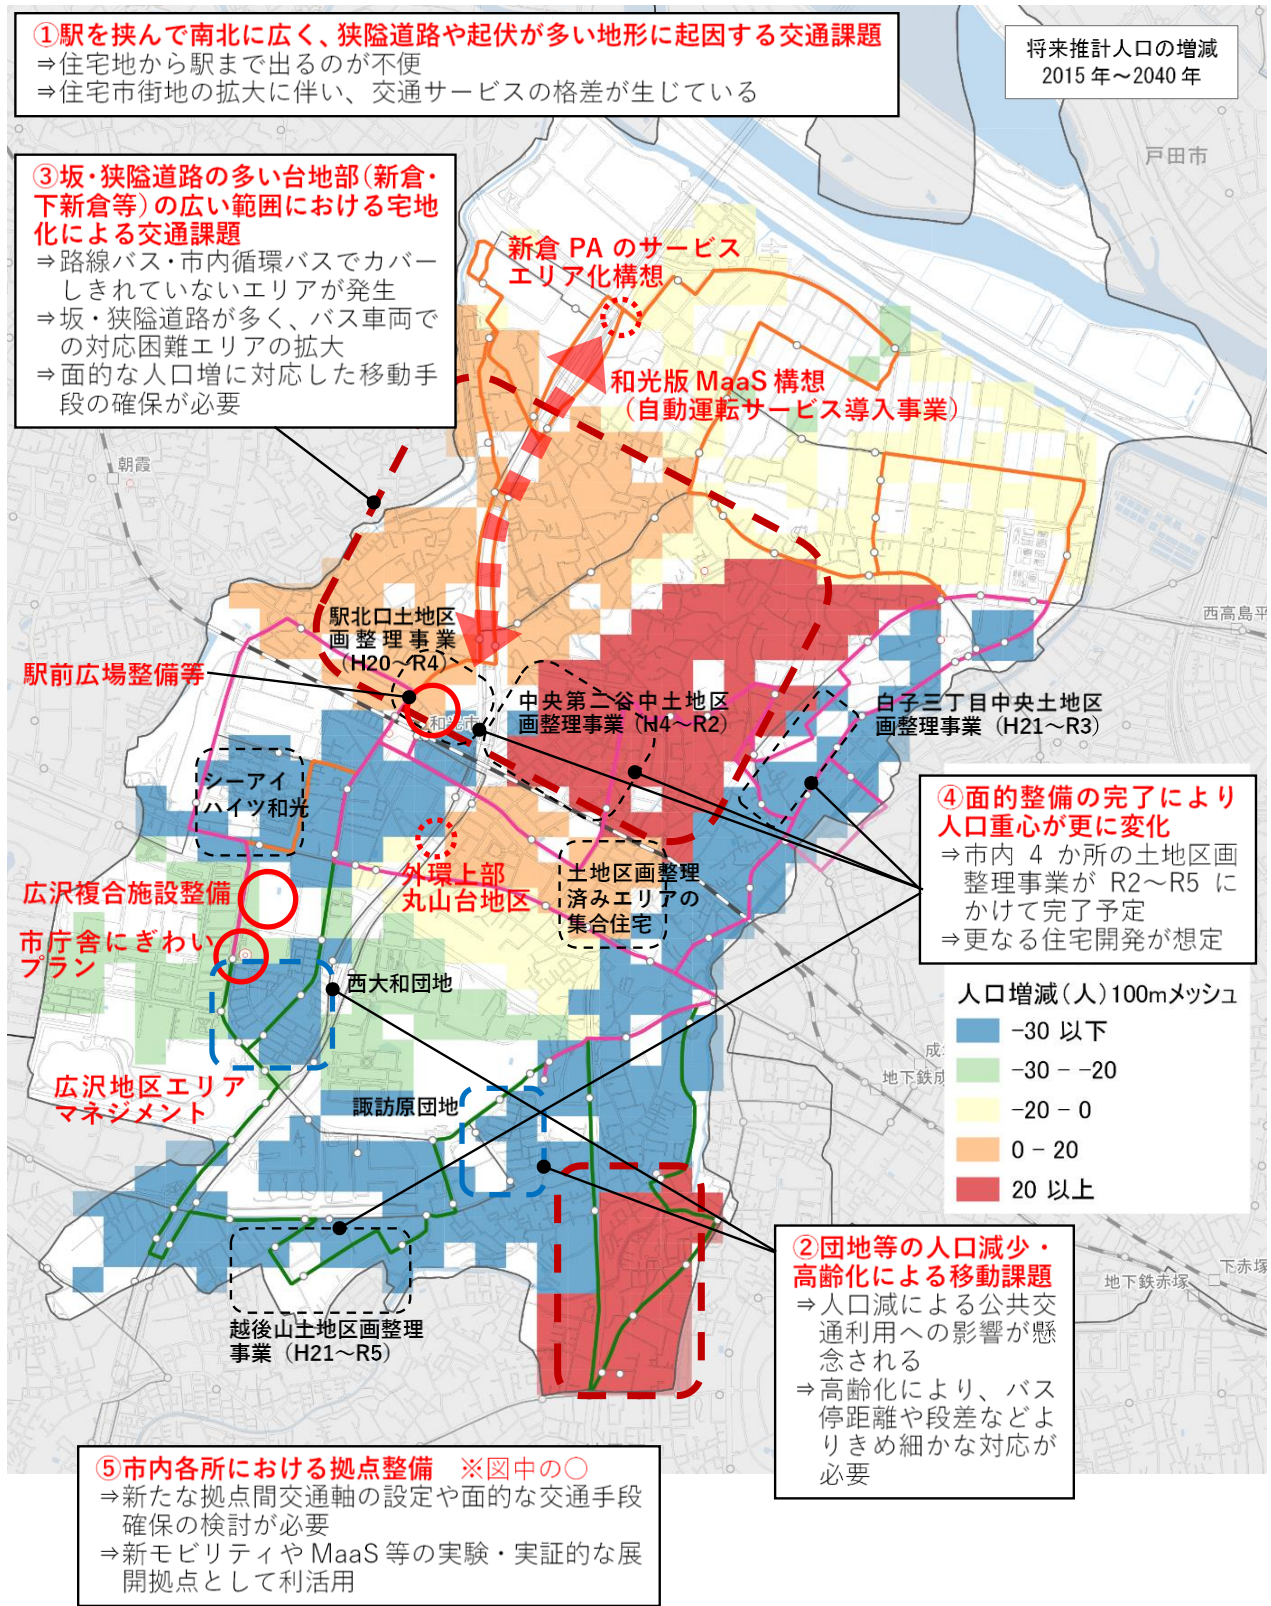 ①駅を挟んで南北に広く、狭隘道路や起伏が多い地形に起因する交通課題
⇒住宅地から駅まで出るのが不便
⇒住宅市街地の拡大に伴い、交通サービスの格差が生じている
将来推計人口の増減
2015年～2040年
戸田市
③坂・狭隘道路の多い台地部（新倉・
下新倉等）の広い範囲における宅地
化による交通課題
⇒路線バス・市内循環バスでカバー
しきれていないエリアが発生
⇒坂・狭隘道路が多く、バス車両で
の対応困難エリアの拡大
⇒面的な人口増に対応した移動手
段の確保が必要
新倉 PA のサービス
エリア化構想
和光版 MaaS 構想
（自動運転サービス導入事業）
朝霞
西高島平
駅北口土地区
画整理事業
（H20～R4）
駅前広場整備等
和光市
中央第二谷中土地区
画整理事業（H4～R2）
白子三丁目中央土地区
画整理事業（H21～R3）
シーアイ
ハイツ和光
④面的整備の完了により
人口重心が更に変化
⇒市内 4 か所の土地区画
整理事業が R2～R5 に
かけて完了予定
⇒更なる住宅開発が想定
外環上部
丸山台地区
土地区画整理
済みエリアの
集合住宅
広沢複合施設整備
市庁舎にぎわい
プラン
西大和団地
人口増減（人）100mメッシュ
-30 以下
-30 – -20
-20 – 0
0 – 20
20 以上
成
地下鉄成
広沢地区エリア
マネジメント
諏訪原団地
②団地等の人口減少・
高齢化による移動課題
⇒人口減による公共交
通利用への影響が懸
念される
⇒高齢化により、バス
停距離や段差などよ
りきめ細かな対応が
必要
下赤塚
地下鉄赤塚
越後山土地区画整理
事業（H21～R5）
⑤市内各所における拠点整備　※図中の〇
⇒新たな拠点間交通軸の設定や面的な交通手段
確保の検討が必要
⇒新モビリティや MaaS 等の実験・実証的な展
開拠点として利活用